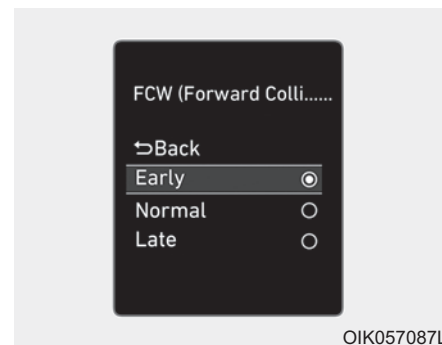 FCW (Forward Colli......
⮌Back
Early
Normal
Late
OIK057087L